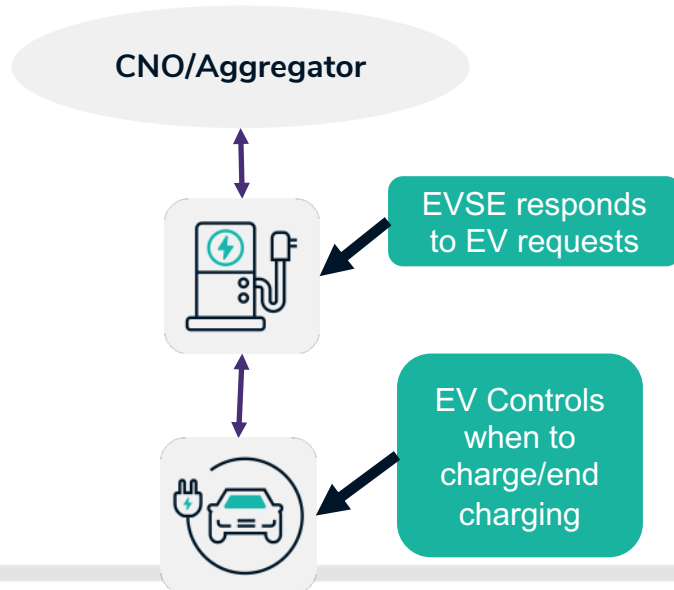 CNO/Aggregator
EVSE responds
to EV requests
EV Controls
when to
charge/end
charging